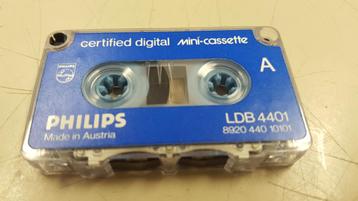 certified digital Mini-cassette
A
PHILIPS
Made in Austria
LDB 4401
8920 440 10101